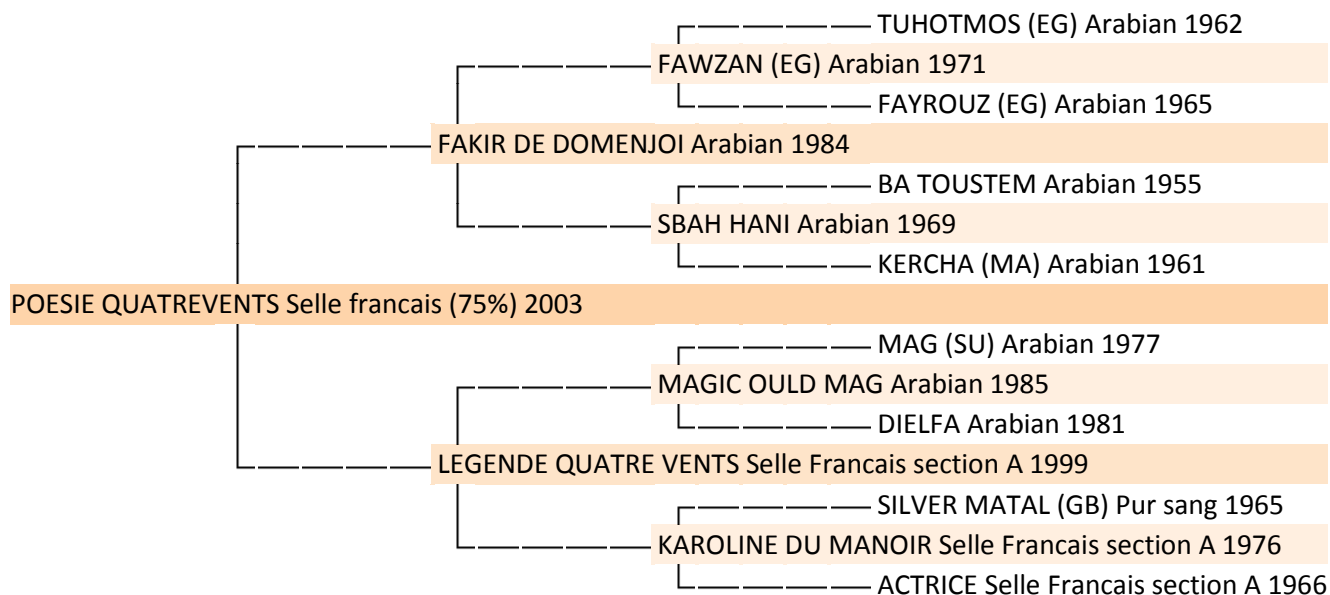 TUHOTMOS (EG) Arabian 1962
FAWZAN (EG) Arabian 1971
FAYROUZ (EG) Arabian 1965
FAKIR DE DOMENJOI Arabian 1984
BA TOUSTEM Arabian 1955
SBAH HANI Arabian 1969
KERCHA (MA) Arabian 1961
POESIE QUATREVENTS Selle francais (75%) 2003
MAG (SU) Arabian 1977
MAGIC OULD MAG Arabian 1985
DIELFA Arabian 1981
LEGENDE QUATRE VENTS Selle Francais section A 1999
SILVER MATAL (GB) Pur sang 1965
KAROLINE DU MANOIR Selle Francais section A 1976
ACTRICE Selle Francais section A 1966